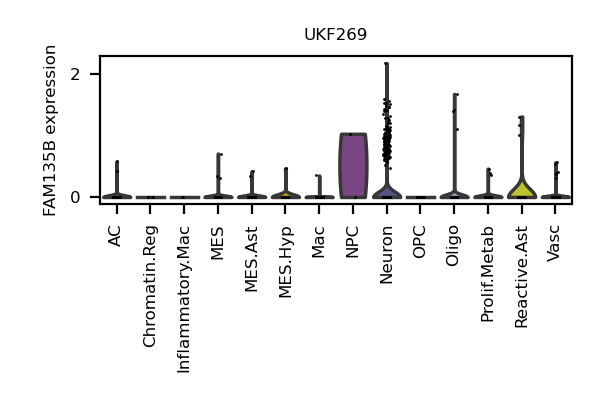 UKF269
FAM135B expression
2
0
AC
Chromatin.Reg
Inflammatory.Mac
MES
MES.Ast
MES.Hyp
Mac
NPC
Neuron
OPC
Oligo
Prolif.Metab
Reactive.Ast
Vasc